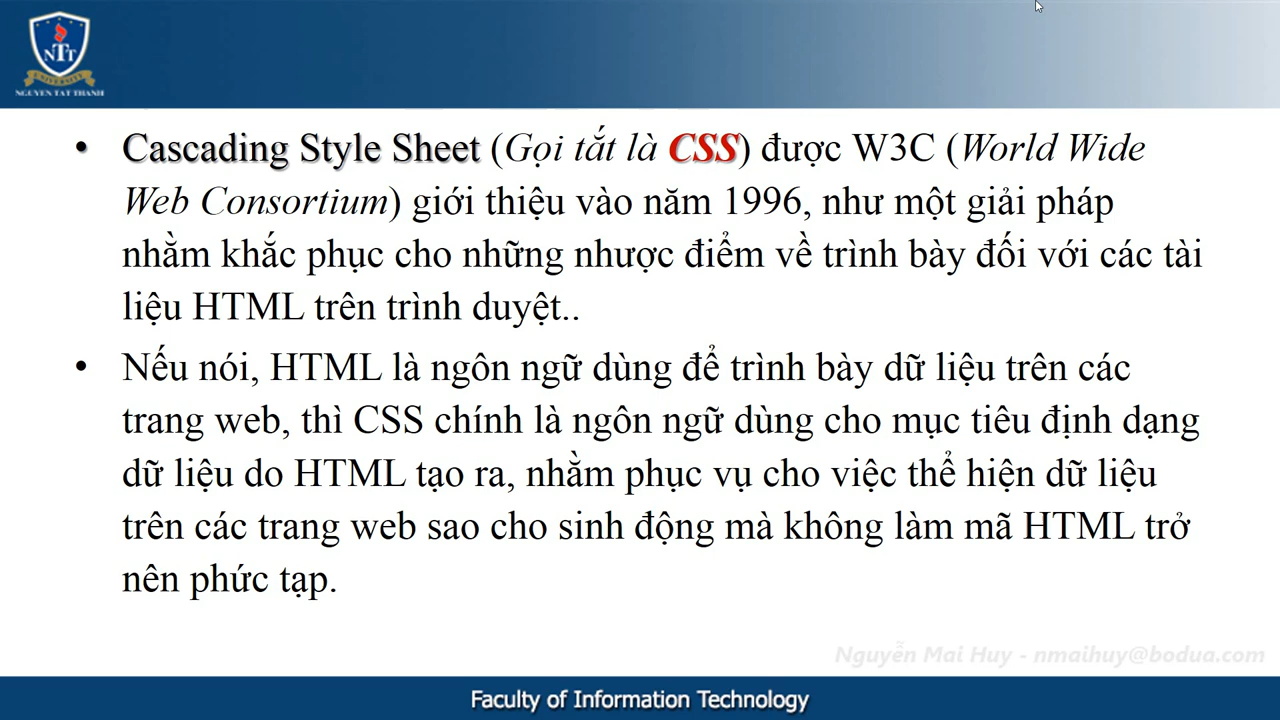 NTT
UNIVERSITY
NGUYEN TAT THANH
• Cascading Style Sheet (Gọi tắt là CSS) được W3C (World Wide
Web Consortium) giới thiệu vào năm 1996, như một giải pháp
nhằm khắc phục cho những nhược điểm về trình bày đối với các tài
liệu HTML trên trình duyệt..
• Nếu nói, HTML là ngôn ngữ dùng để trình bày dữ liệu trên các
trang web, thì CSS chính là ngôn ngữ dùng cho mục tiêu định dạng
dữ liệu do HTML tạo ra, nhằm phục vụ cho việc thể hiện dữ liệu
trên các trang web sao cho sinh động mà không làm mã HTML trở
nên phức tạp.
Nguyễn Mai Huy - nmaihuy@bodua.com
Faculty of Information Technology